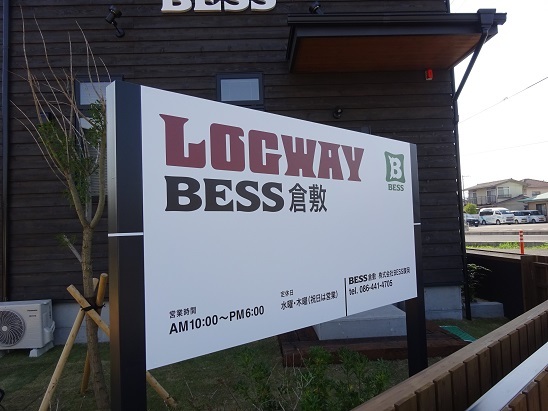 BESS
LOGWAY
BESS倉敷
B
BESS
営業時間
AM10:00〜PM6:00
定休日
水曜・木曜(祝日は営業)
BESS倉敷 株式会社BESS
tel. 086-441-4705